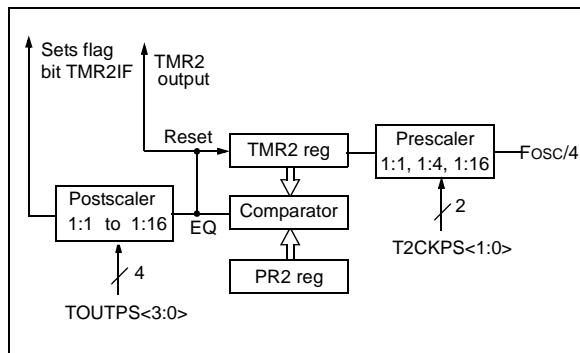 Sets flag
bit TMR2IF
TMR2
output
Reset
TMR2 reg
Prescaler
1:1, 1:4, 1:16
FOSC/4
Postscaler
1:1 to 1:16
EQ
Comparator
2
T2CKPS<1:0>
4
PR2 reg
TOUTPS<3:0>